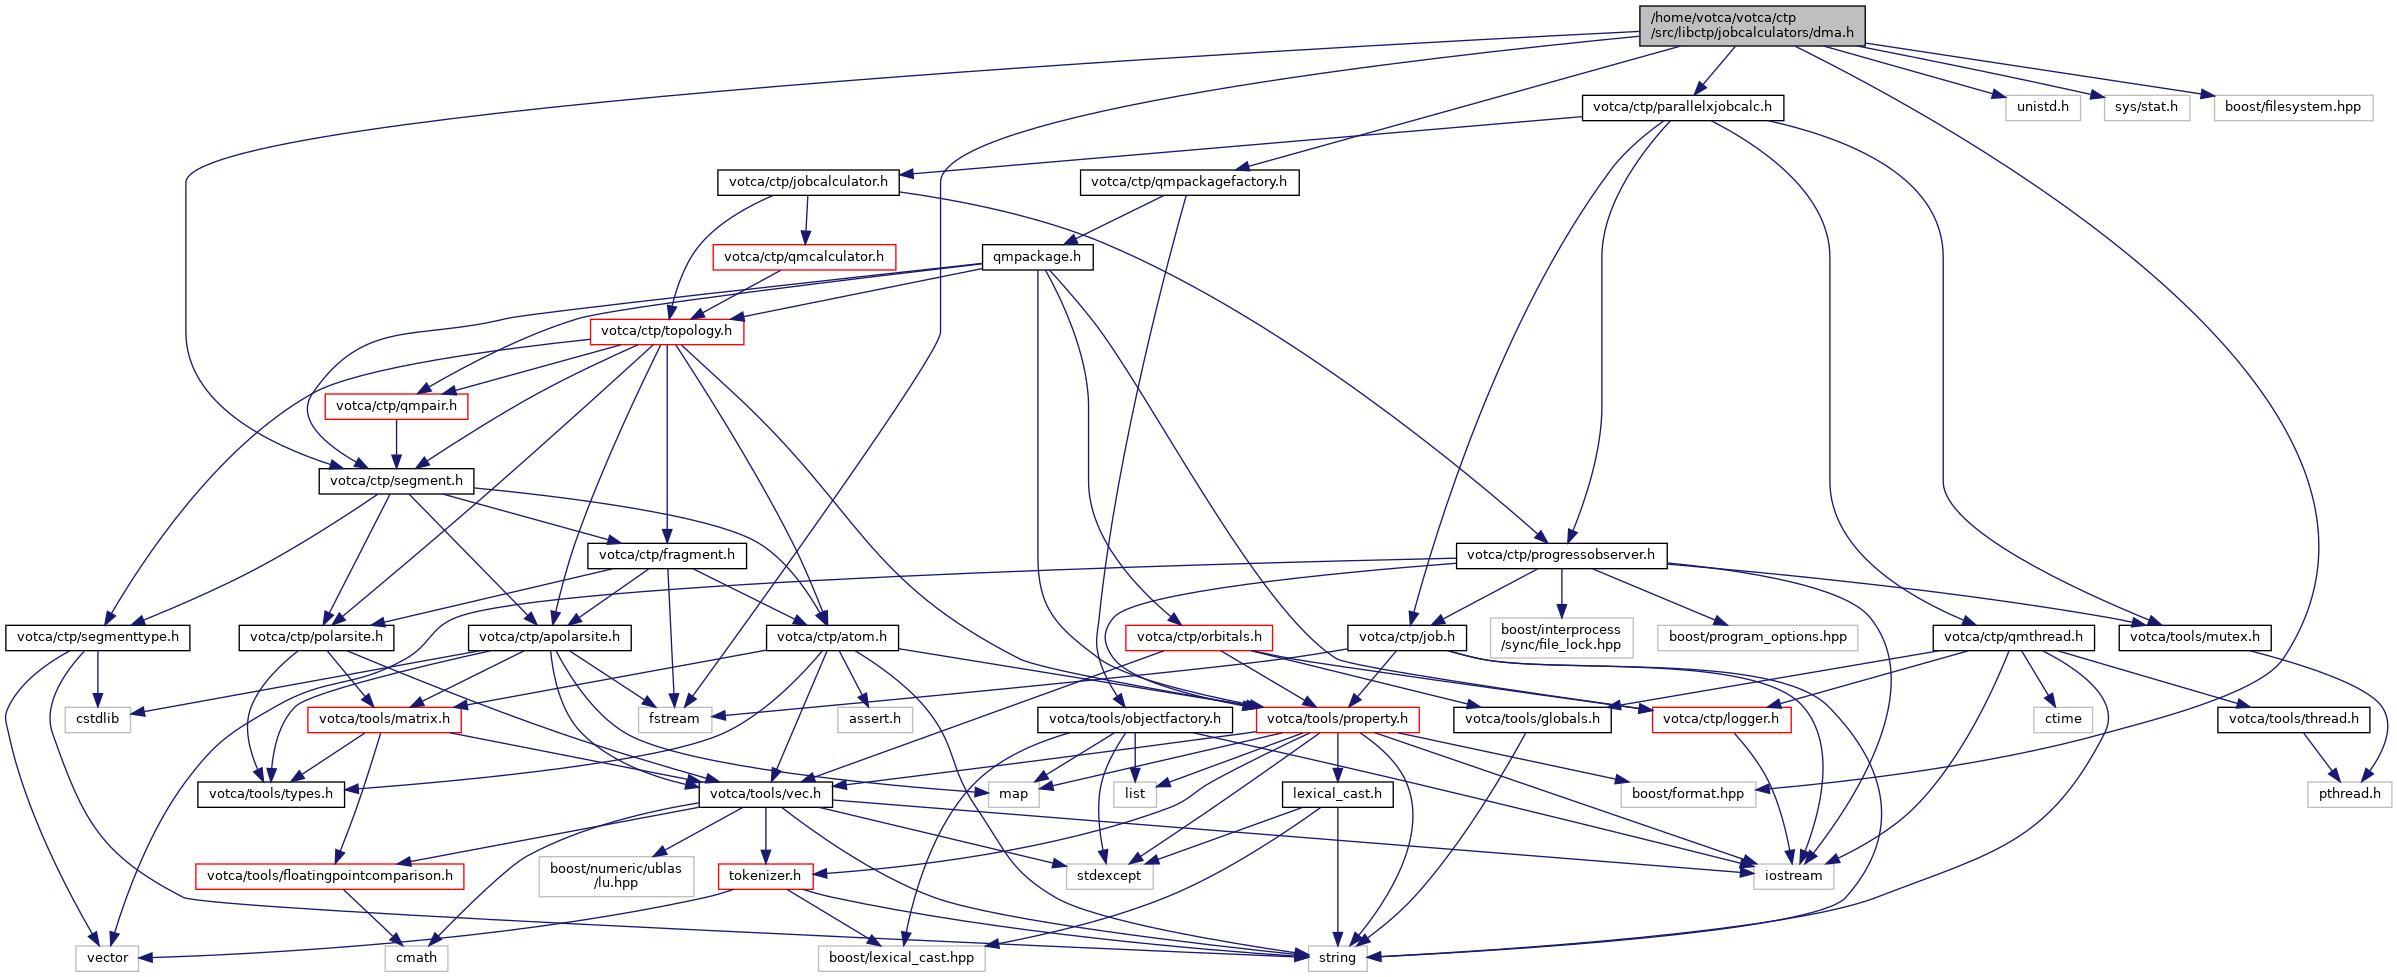 /home/votca/votca/ctp
/src/libctp/jobcalculators/dma.h
votca/ctp/parallelxjobcalc.h
unistd.h
sys/stat.h
boost/filesystem.hpp
votca/ctp/jobcalculator.h
votca/ctp/qmpackagefactory.h
votca/ctp/qmcalculator.h
qmpackage.h
votca/ctp/topology.h
votca/ctp/qmpair.h
votca/ctp/segment.h
votca/ctp/fragment.h
votca/ctp/progressobserver.h
votca/ctp/segmenttype.h
votca/ctp/polarsite.h
votca/ctp/apolarsite.h
votca/ctp/atom.h
votca/ctp/orbitals.h
votca/ctp/job.h
boost/interprocess
/sync/file_lock.hpp
boost/program_options.hpp
votca/ctp/qmthread.h
votca/tools/mutex.h
cstdlib
votca/tools/matrix.h
fstream
assert.h
votca/tools/objectfactory.h
votca/tools/property.h
votca/tools/globals.h
votca/ctp/logger.h
ctime
votca/tools/thread.h
votca/tools/types.h
votca/tools/vec.h
map
list
lexical_cast.h
boost/format.hpp
pthread.h
votca/tools/floatingpointcomparison.h
boost/numeric/ublas
/lu.hpp
tokenizer.h
stdexcept
iostream
vector
cmath
boost/lexical_cast.hpp
string